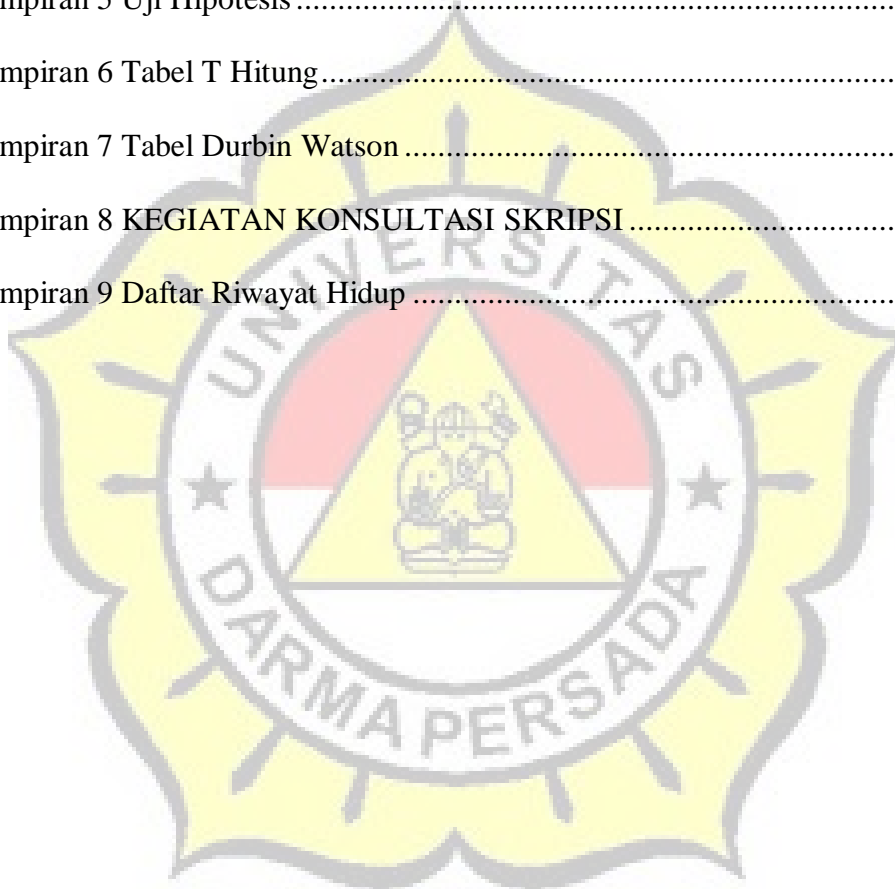 mpiran 5 Uji Hipotesis ........................................................................
mpiran 6 Tabel T Hitung .....................................................................
mpiran 7 Tabel Durbin Watson ...........................................................
mpiran 8 KEGIATAN KONSULTASI SKRIPSI ...............................
mpiran 9 Daftar Riwayat Hidup ..........................................................
UNIVERSITAS
DARMA PERSADA